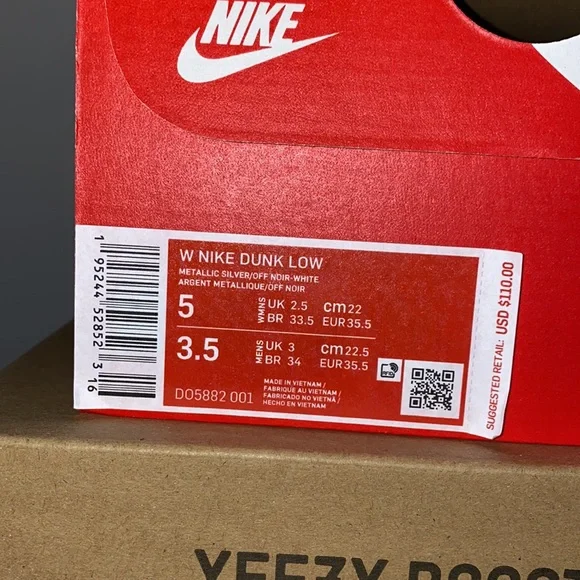 NIKE
W NIKE DUNK LOW
METALLIC SILVER/OFF NOIR-WHITE
ARGENT METALLIQUE/OFF NOIR
5 WMNS UK 2.5 cm 22
BR 33.5 EUR 35.5
3.5 MENS UK 3 cm 22.5
BR 34 EUR 35.5
DO5882 001
MADE IN VIETNAM /
FABRIQUE AU VIETNAM /
FABRICADO NO VIETNÃ /
HECHO EN VIETNAM
1 95244 52852 3 16
SUGGESTED RETAIL: USD $110.00
YEEZY BOOST